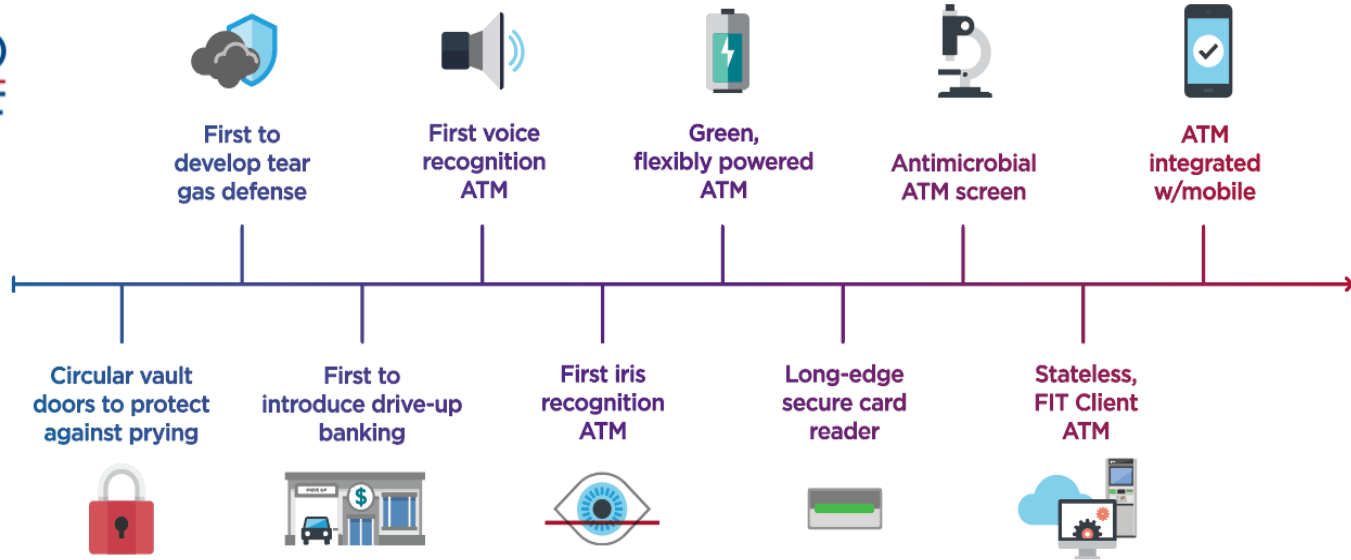 First to
develop tear
gas defense
First voice
recognition
ATM
Green,
flexibly powered
ATM
Antimicrobial
ATM screen
ATM
integrated
w/mobile
Circular vault
doors to protect
against prying
First to
introduce drive-up
banking
First iris
recognition
ATM
Long-edge
secure card
reader
Stateless,
FIT Client
ATM
DRIVE UP
$